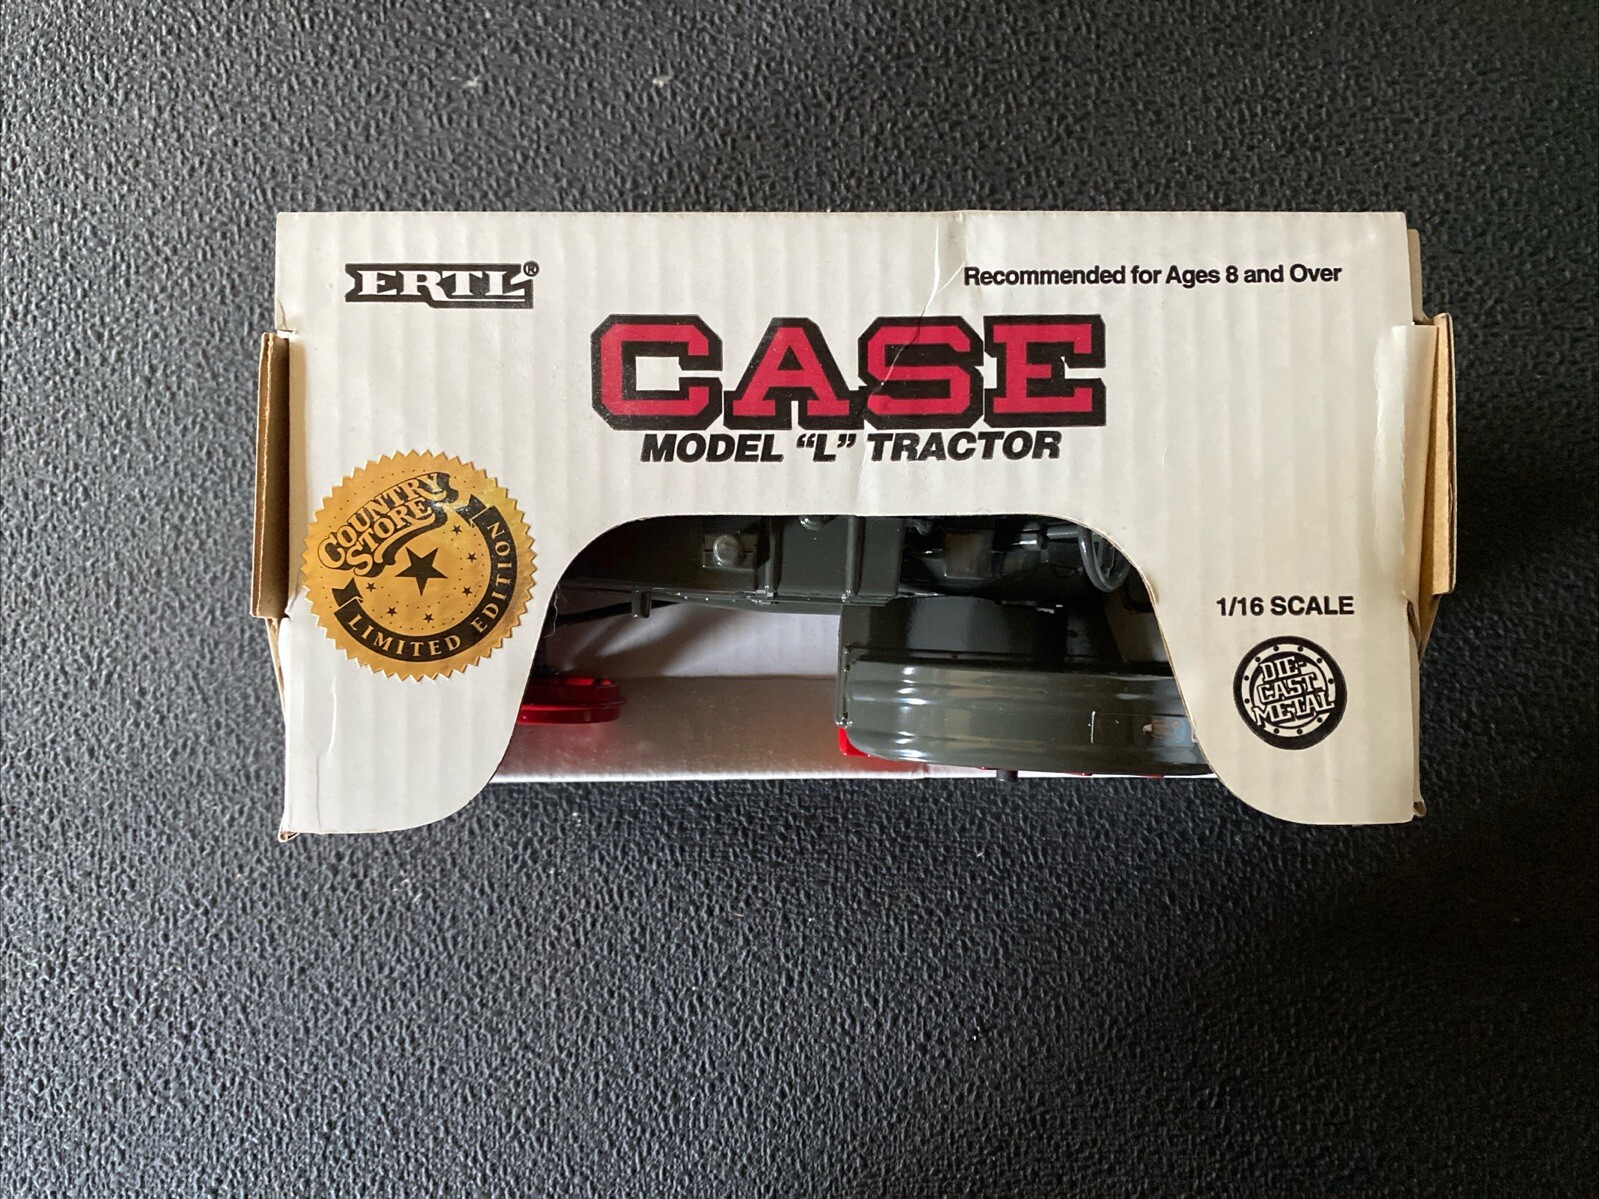 ERTL®
Recommended for Ages 8 and Over
CASE
MODEL “L” TRACTOR
COUNTRY
STORE
LIMITED EDITION
1/16 SCALE
DIE-
CAST
METAL